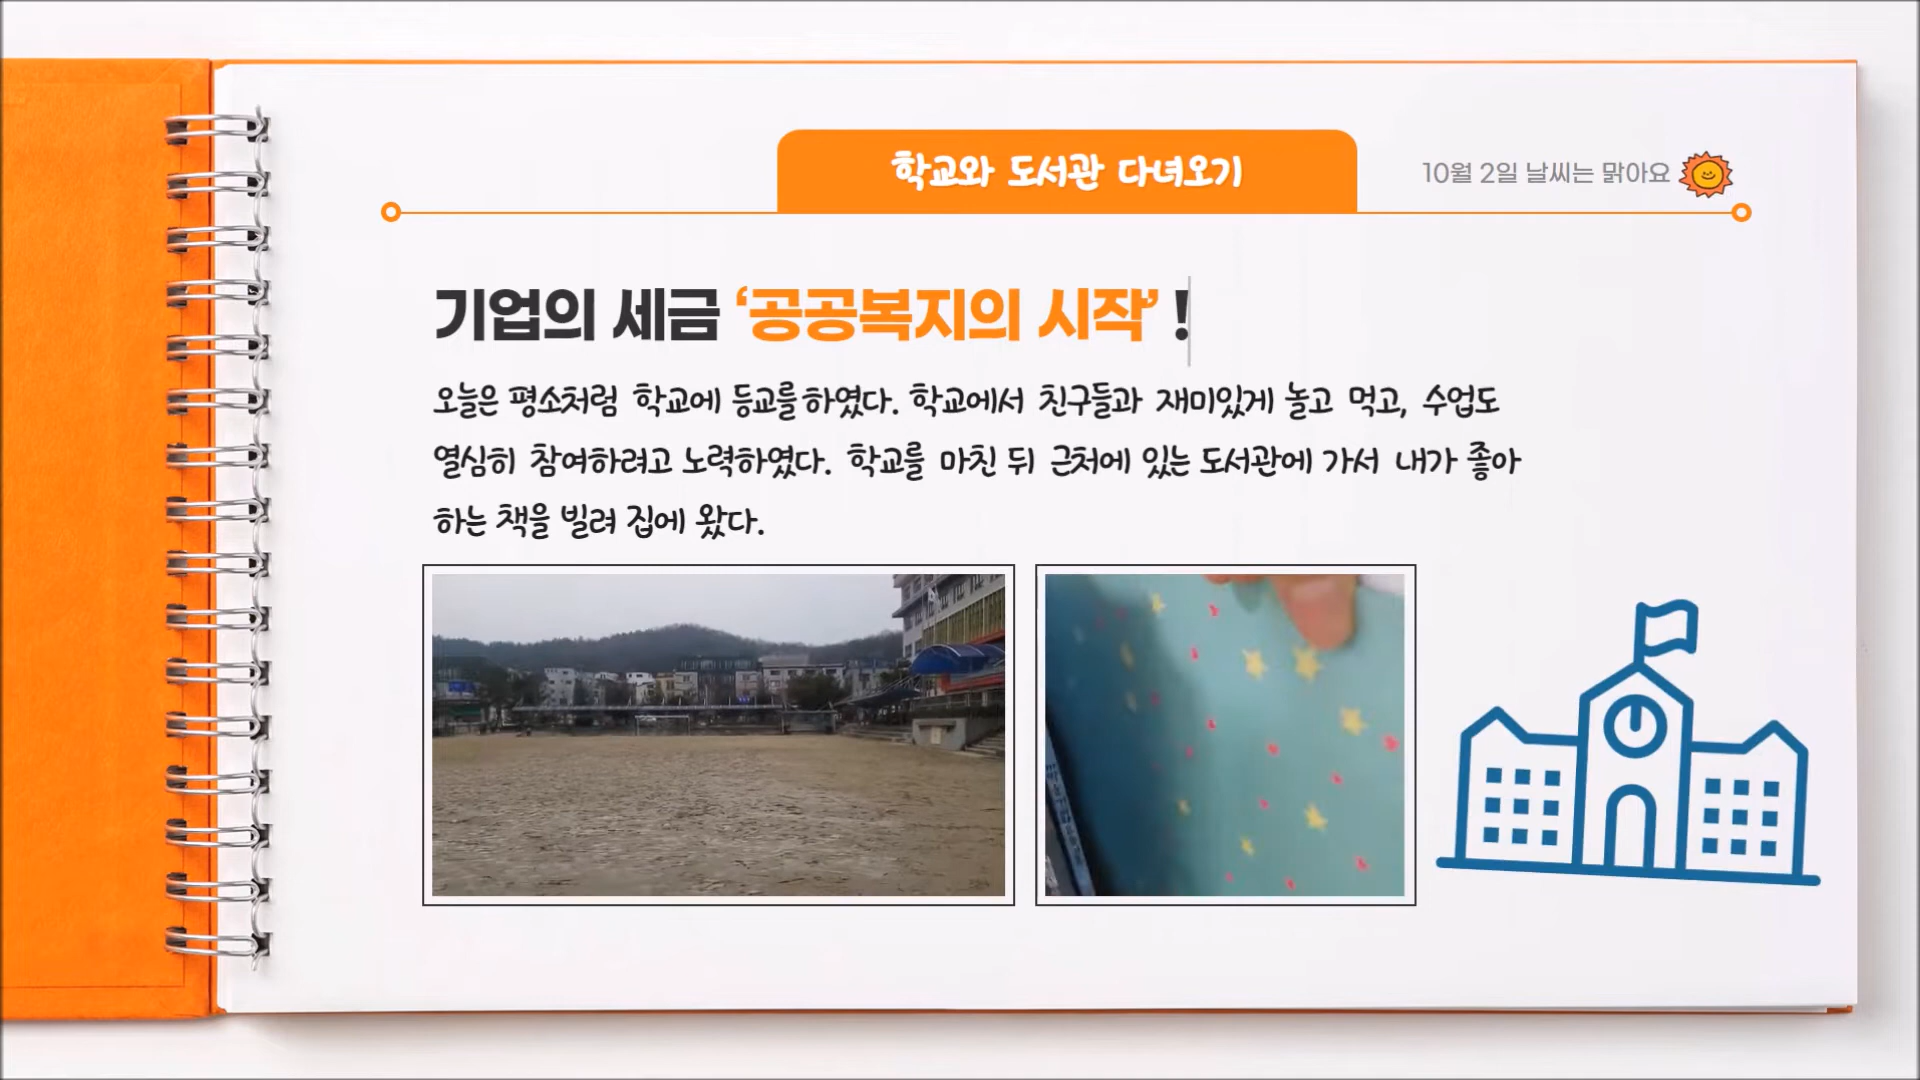 학교와 도서관 다녀오기
10월 2일 날씨는 맑아요
기업의 세금 ‘공공복지의 시작’ !
오늘은 평소처럼 학교에 등교를 하였다. 학교에서 친구들과 재미있게 놀고 먹고, 수업도
열심히 참여하려고 노력하였다. 학교를 마친 뒤 근처에 있는 도서관에 가서 내가 좋아
하는 책을 빌려 집에 왔다.